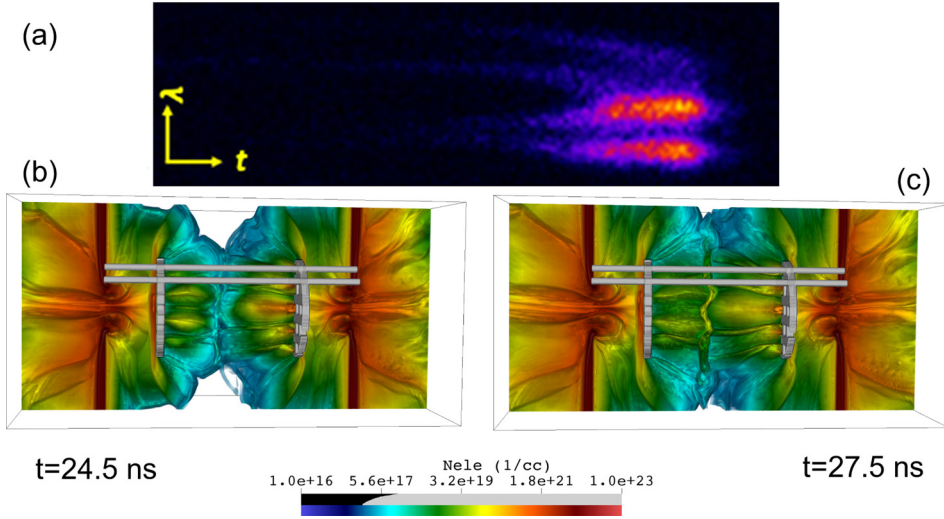 (a)
λ
t
(b)
(c)
t=24.5 ns
t=27.5 ns
Nele (1/cc)
1.0e+16 5.6e+17 3.2e+19 1.8e+21 1.0e+23